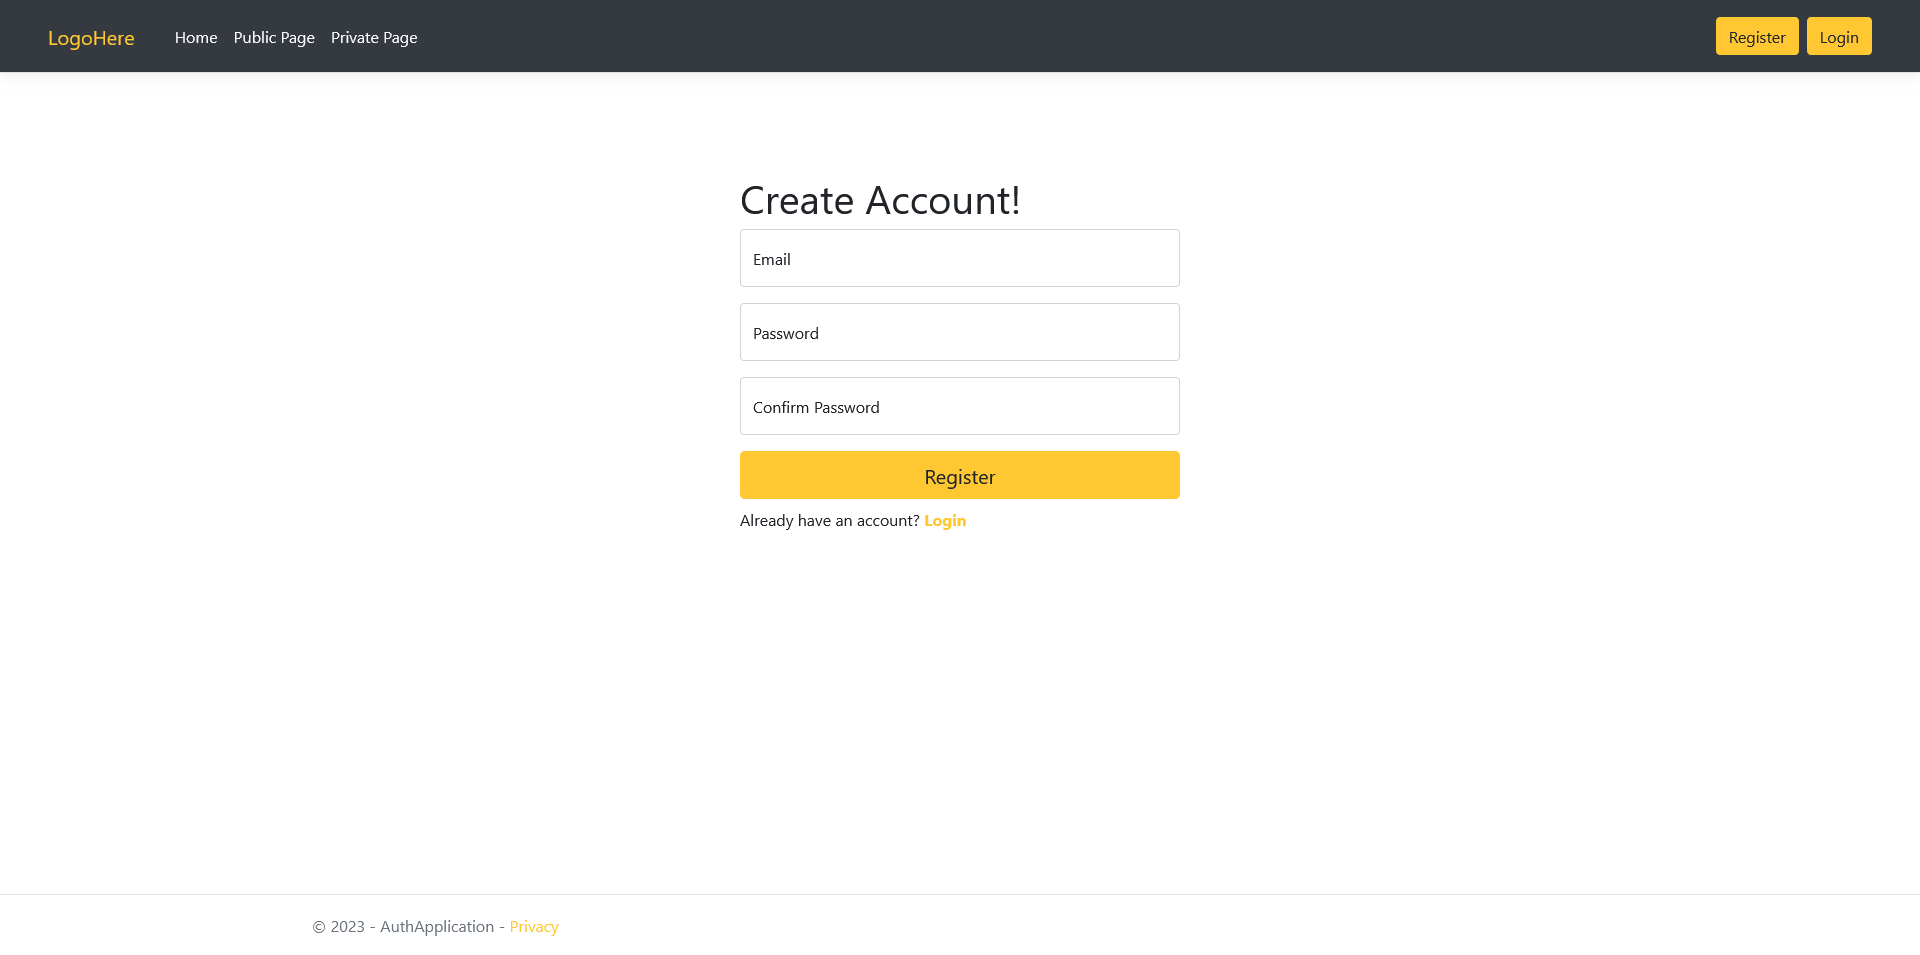 LogoHere Home Public Page Private Page Register Login
Create Account!
Email
Password
Confirm Password
Register
Already have an account? Login
© 2023 - AuthApplication - Privacy